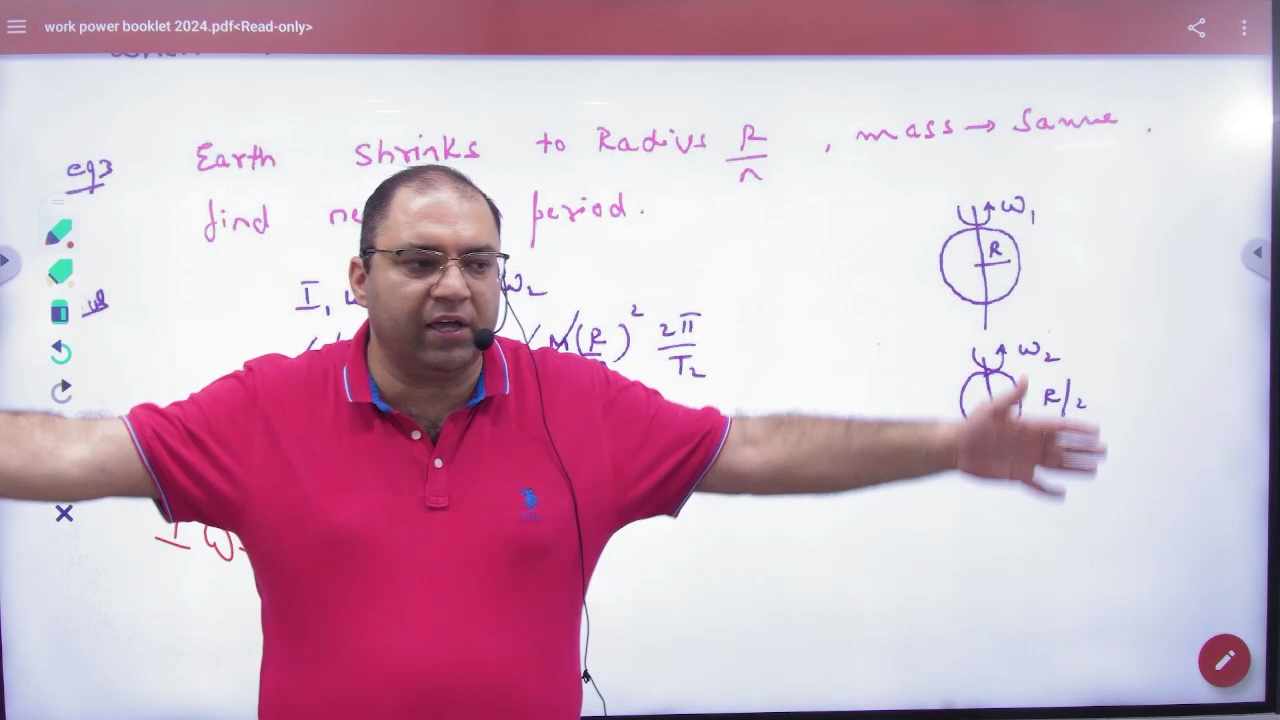 work power booklet 2024.pdf<Read-only>
Earth Shrinks to Radius R/n , mass → Same .
eg3
find period.
ω1
R
I1 ω2
M(R )² 2π/T2
ω2
R/2
I ω